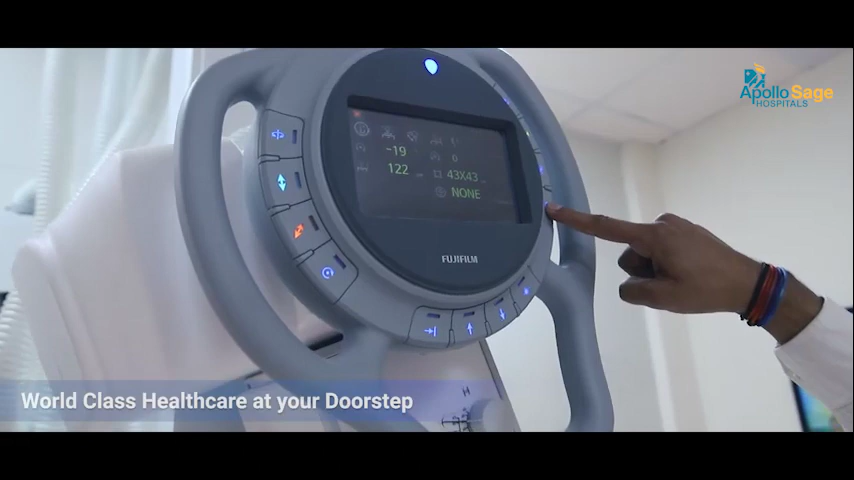 Apollo Sage
HOSPITALS
-19
0
122
43X43
NONE
FUJIFILM
World Class Healthcare at your Doorstep